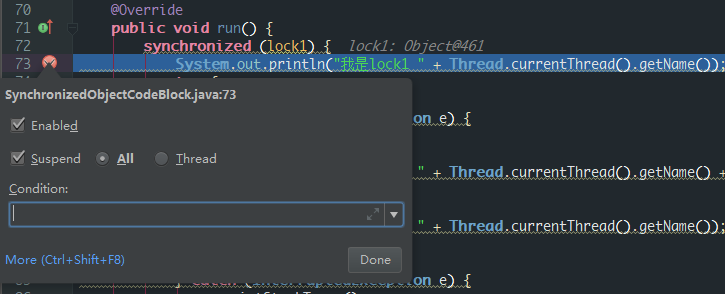 70 @Override
71 public void run() {
72 synchronized (lock1) { lock1: Object@461
73 System.out.println("我是lock1 " + Thread.currentThread().getName());
SynchronizedObjectCodeBlock.java:73
Enabled
on e) {
Suspend All Thread
" + Thread.currentThread().getName() +
Condition:
" + Thread.currentThread().getName());
More (Ctrl+Shift+F8) Done
on e) {